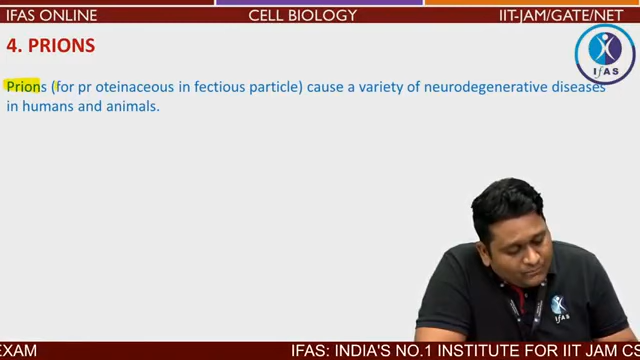 IFAS ONLINE
CELL BIOLOGY
IIT-JAM/GATE/NET
4. PRIONS
IFAS
Prions (for pr oteinaceous in fectious particle) cause a variety of neurodegenerative diseases
in humans and animals.
IFAS
EXAM
IFAS: INDIA'S NO.1 INSTITUTE FOR IIT JAM CS